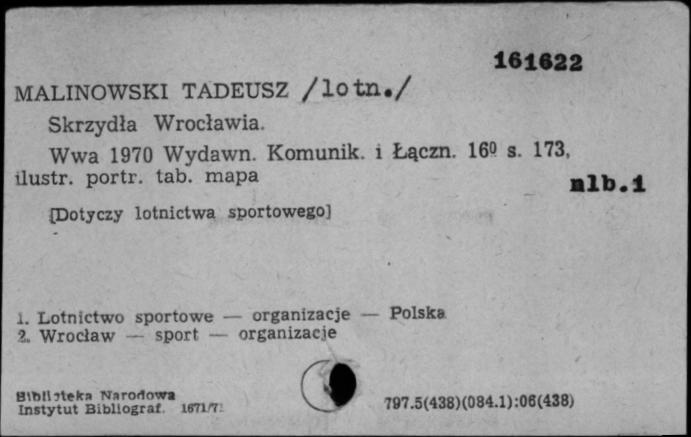 161622
MALINOWSKI TADEUSZ /lotn./
Skrzydła Wrocławia.
Wwa 1970 Wydawn. Komunik. i Łączn. 16º s. 173,
ilustr. portr. tab. mapa
nlb.1
[Dotyczy lotnictwa sportowego]
1. Lotnictwo sportowe — organizacje — Polska
2. Wrocław — sport — organizacje
Biblioteka Narodowa
Instytut Bibliograf. 1671/71
797.5(438)(084.1):06(438)